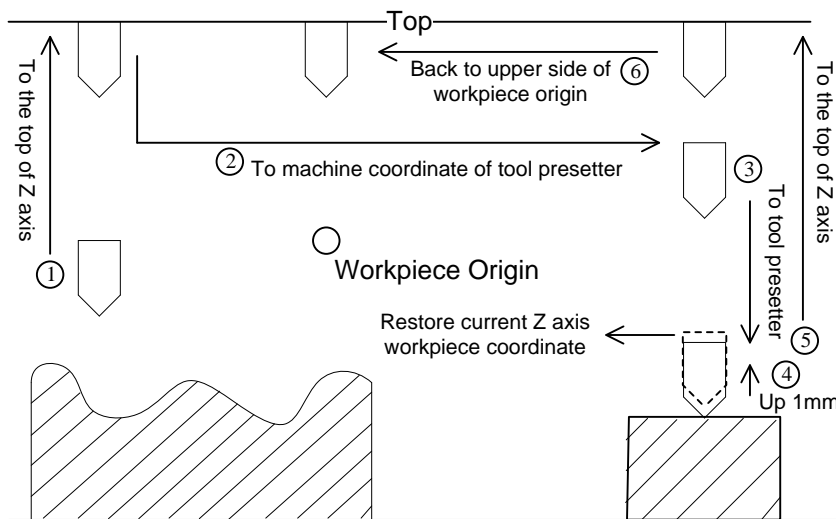 Top
To the top of Z axis
①
② To machine coordinate of tool presetter
Back to upper side of ⑥
workpiece origin
③
To tool presetter
To the top of Z axis
Workpiece Origin
Restore current Z axis
workpiece coordinate
⑤
④
Up 1mm